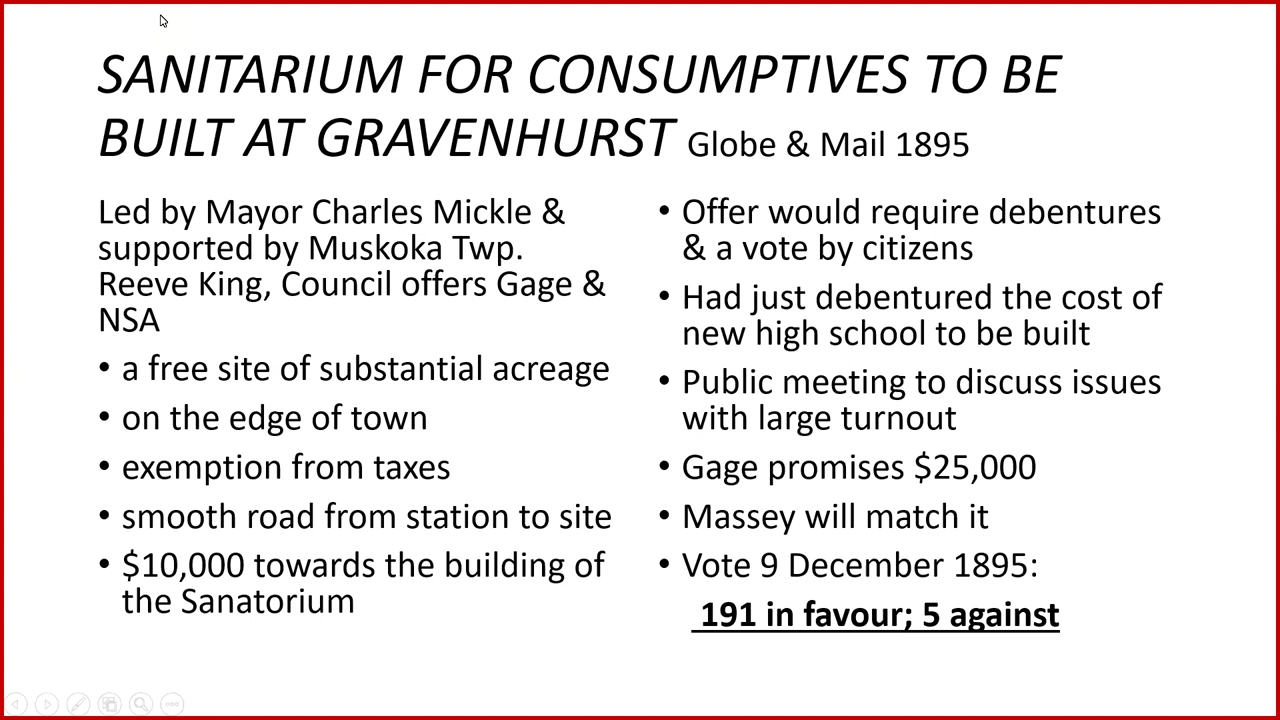 SANITARIUM FOR CONSUMPTIVES TO BE
BUILT AT GRAVENHURST Globe & Mail 1895
Led by Mayor Charles Mickle &
supported by Muskoka Twp.
Reeve King, Council offers Gage &
NSA
• a free site of substantial acreage
• on the edge of town
• exemption from taxes
• smooth road from station to site
• $10,000 towards the building of
the Sanatorium
• Offer would require debentures
& a vote by citizens
• Had just debentured the cost of
new high school to be built
• Public meeting to discuss issues
with large turnout
• Gage promises $25,000
• Massey will match it
• Vote 9 December 1895:
191 in favour; 5 against